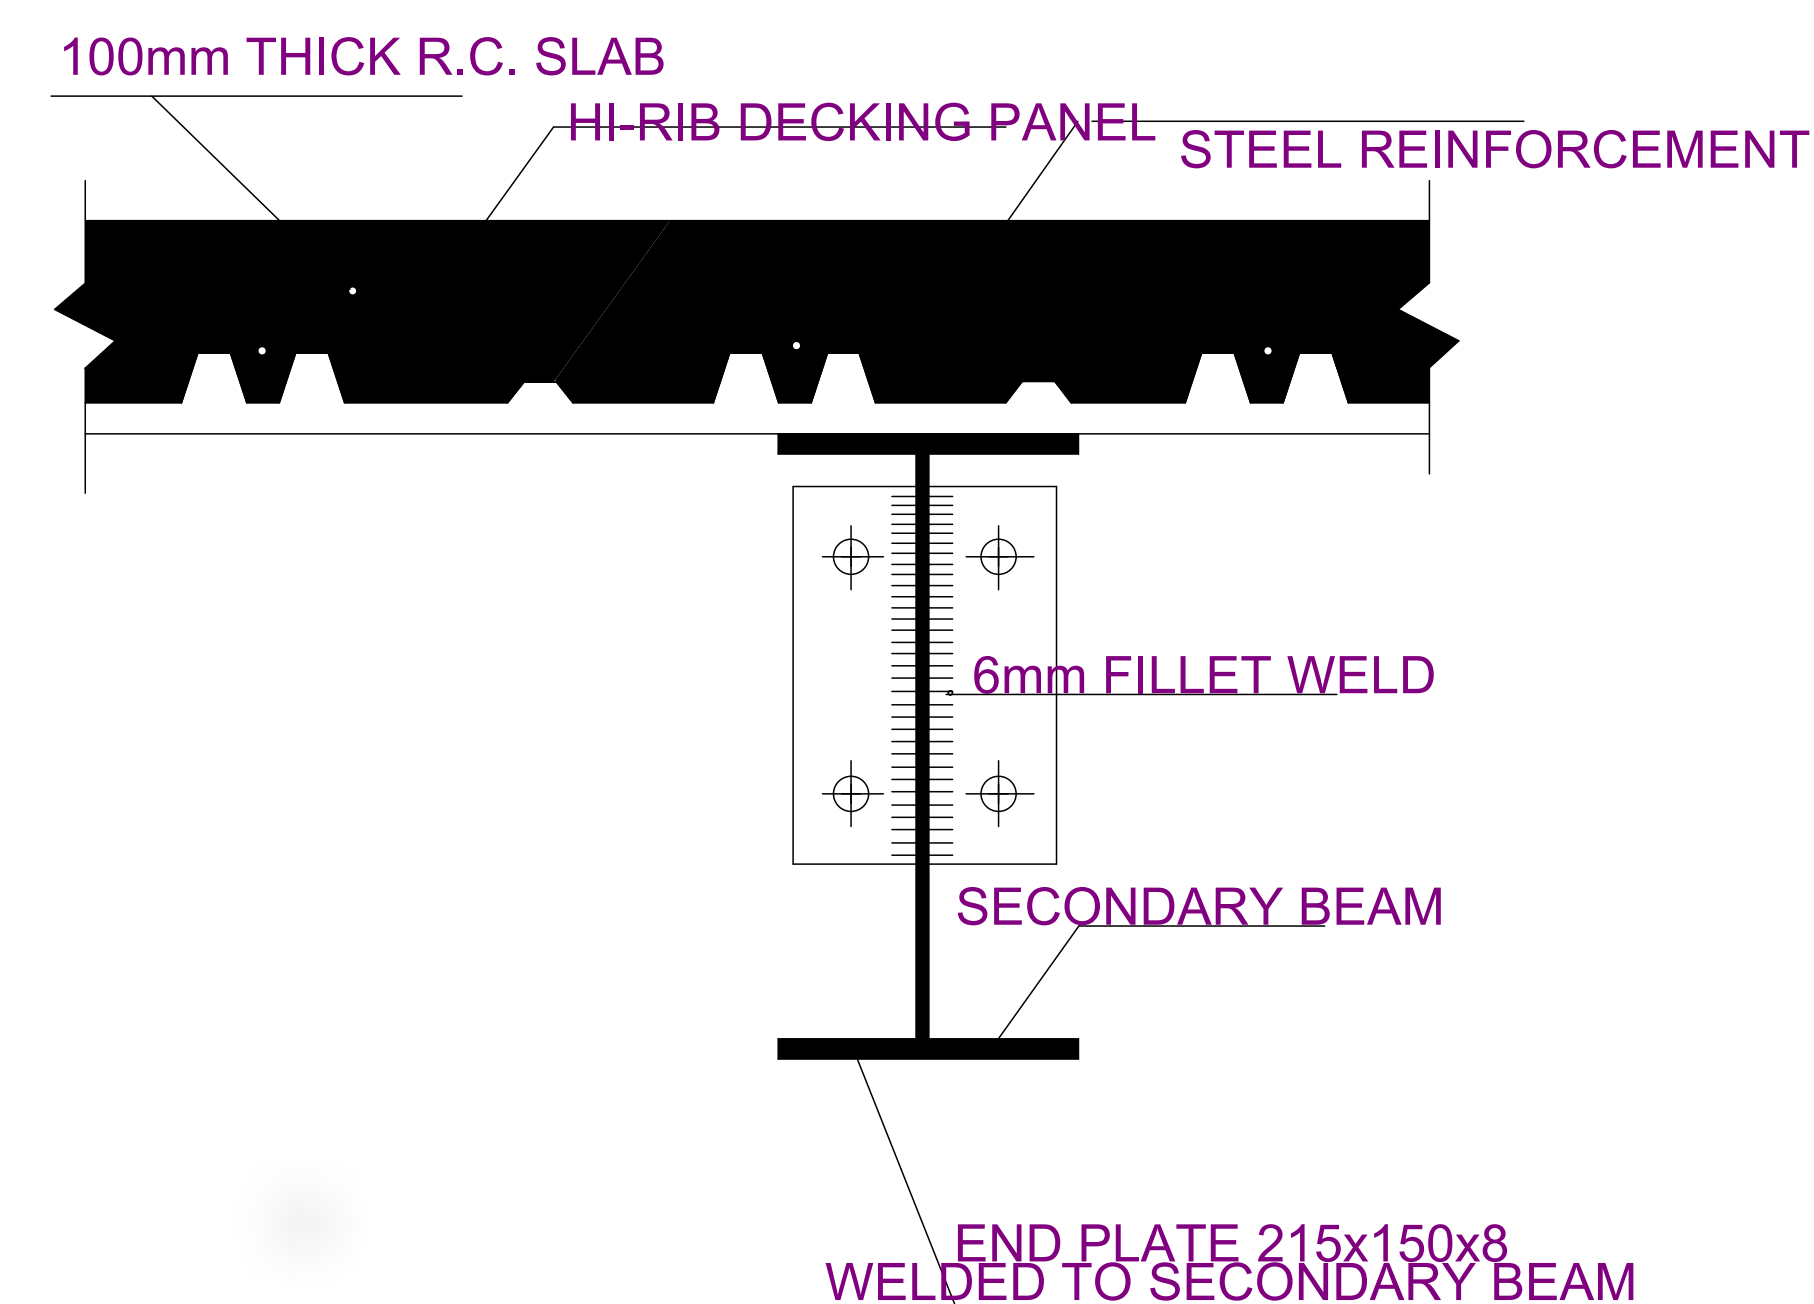 100mm THICK R.C. SLAB
HI-RIB DECKING PANEL
STEEL REINFORCEMENT
6mm FILLET WELD
SECONDARY BEAM
END PLATE 215x150x8
WELDED TO SECONDARY BEAM